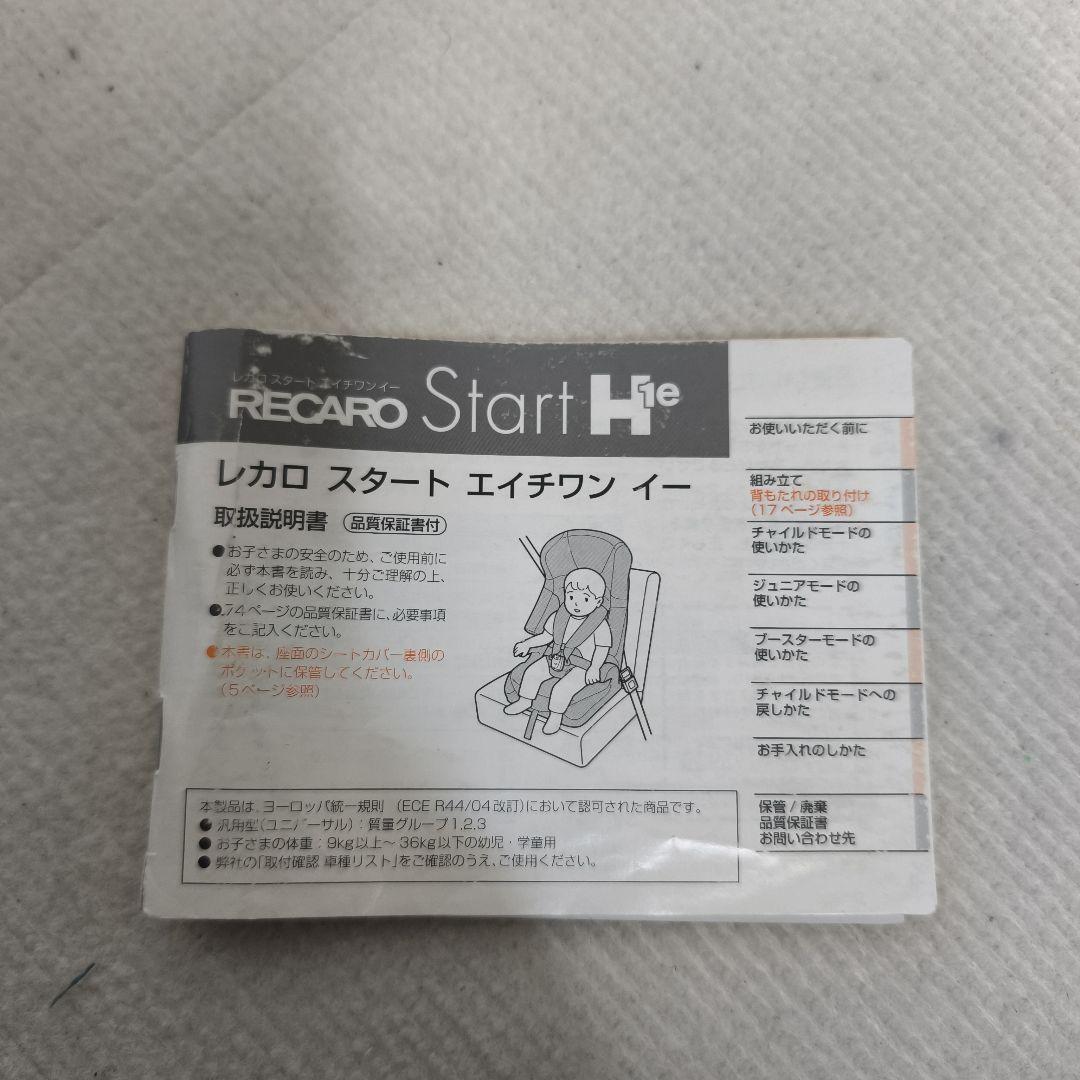 レカロ スタート エイチワン イー
RECARO Start H1e
レカロ スタート エイチワン イー
取扱説明書 品質保証書付
●お子さまの安全のため、ご使用前に
必ず本書を読み、十分ご理解の上、
正しくお使いください。
●74ページの品質保証書に、必要事項
をご記入ください。
●本書は、座面のシートカバー裏側の
ポケットに保管してください。
(5ページ参照)
本製品は、ヨーロッパ統一規則 (ECE R44/04改訂)において認可された商品です。
●汎用型(ユニバーサル):質量グループ1,2,3
●お子さまの体重:9kg以上〜36kg以下の幼児・学童用
●弊社の「取付確認 車種リスト」をご確認のうえ、ご使用ください。
お使いいただく前に
組み立て
背もたれの取り付け
(17ページ参照)
チャイルドモードの
使いかた
ジュニアモードの
使いかた
ブースターモードの
使いかた
チャイルドモードへの
戻しかた
お手入れのしかた
保管/廃棄
品質保証書
お問い合わせ先